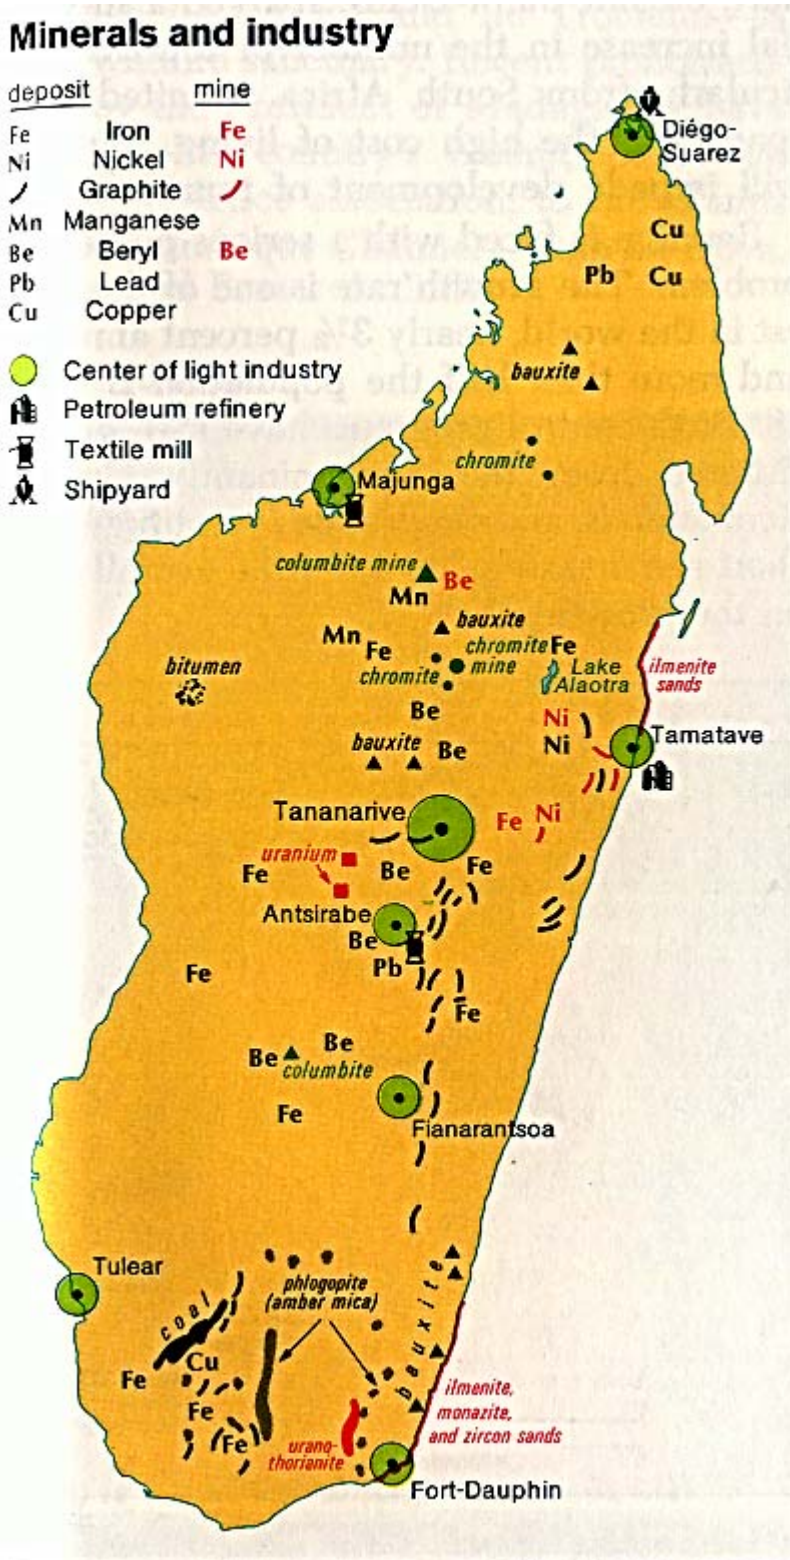 Minerals and industry
deposit mine
Fe Iron Fe
Ni Nickel Ni
Graphite
Mn Manganese
Be Beryl Be
Pb Lead
Cu Copper
Center of light industry
Petroleum refinery
Textile mill
Shipyard
Diégo-
Suarez
Cu
Pb Cu
bauxite
chromite
Majunga
columbite mine Be
Mn
bauxite
Mn
Fe
chromite Fe
mine
chromite
Lake
Alaotra
ilmenite
sands
bitumen
Be
Ni
Ni
Tamatave
bauxite Be
Tananarive
Fe Ni
uranium
Fe
Be
Fe
Antsirabe
Be
Pb
Fe
Fe
Be
Be
columbite
Fe
Fianarantsoa
Tulear
phlogopite
(amber mica)
coal
bauxite
Cu
Fe
Fe
Fe
urano-
thorianite
ilmenite,
monazite,
and zircon sands
Fort-Dauphin